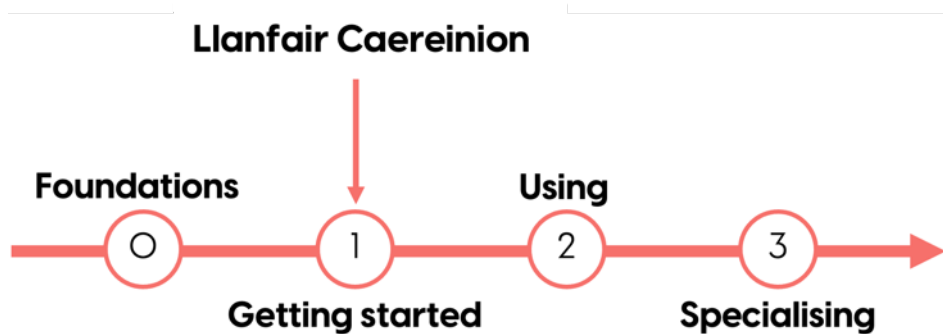 Llanfair Caereinion
Foundations
Using
0
1
2
3
Getting started
Specialising